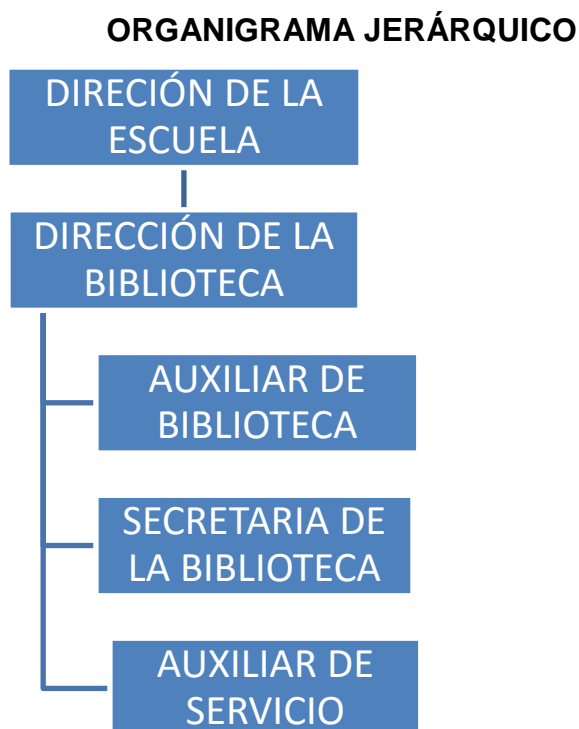 ORGANIGRAMA JERÁRQUICO
DIRECIÓN DE LA
ESCUELA
DIRECCIÓN DE LA
BIBLIOTECA
AUXILIAR DE
BIBLIOTECA
SECRETARIA DE
LA BIBLIOTECA
AUXILIAR DE
SERVICIO